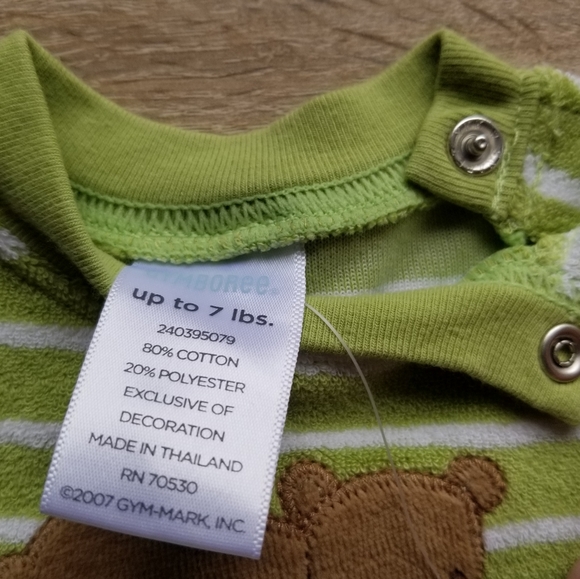 GYMBOREE.
up to 7 lbs.
240395079
80% COTTON
20% POLYESTER
EXCLUSIVE OF
DECORATION
MADE IN THAILAND
RN 70530
©2007 GYM-MARK, INC.